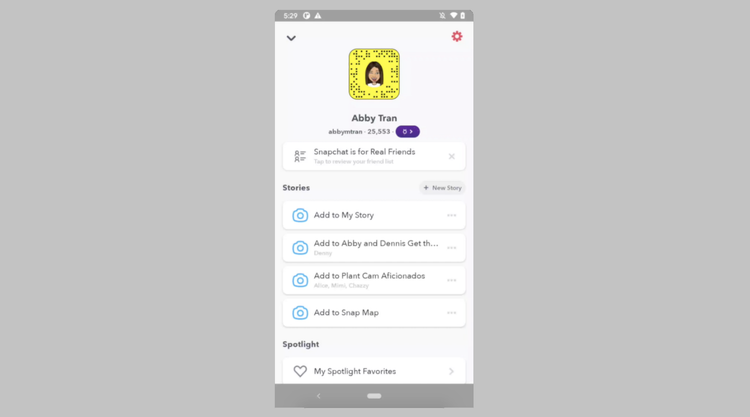 5:29
Abby Tran
abbymtran · 25,553
Snapchat is for Real Friends
Tap to review your friend list
Stories
+ New Story
Add to My Story
Add to Abby and Dennis Get th...
Denny
Add to Plant Cam Aficionados
Alice, Mimi, Chazzy
Add to Snap Map
Spotlight
My Spotlight Favorites